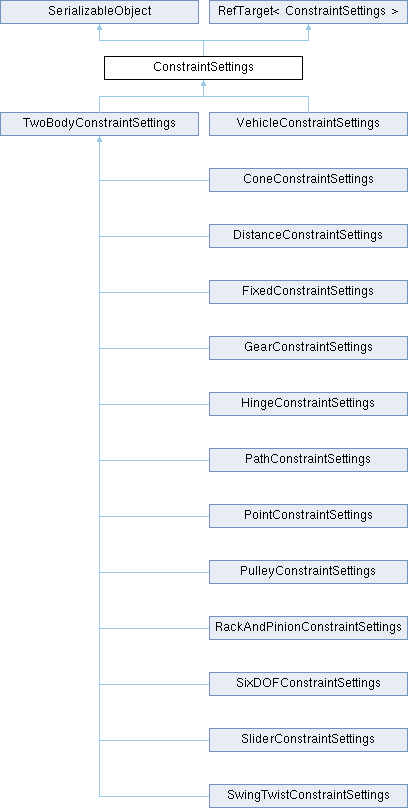 SerializableObject
RefTarget< ConstraintSettings >
ConstraintSettings
TwoBodyConstraintSettings
VehicleConstraintSettings
ConeConstraintSettings
DistanceConstraintSettings
FixedConstraintSettings
GearConstraintSettings
HingeConstraintSettings
PathConstraintSettings
PointConstraintSettings
PulleyConstraintSettings
RackAndPinionConstraintSettings
SixDOFConstraintSettings
SliderConstraintSettings
SwingTwistConstraintSettings